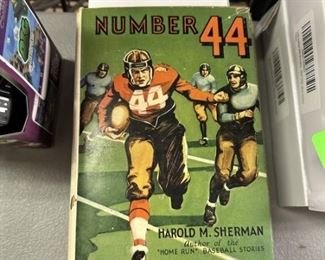 NUMBER
44
44
HAROLD M. SHERMAN
Author of the
"HOME RUN" BASEBALL STORIES